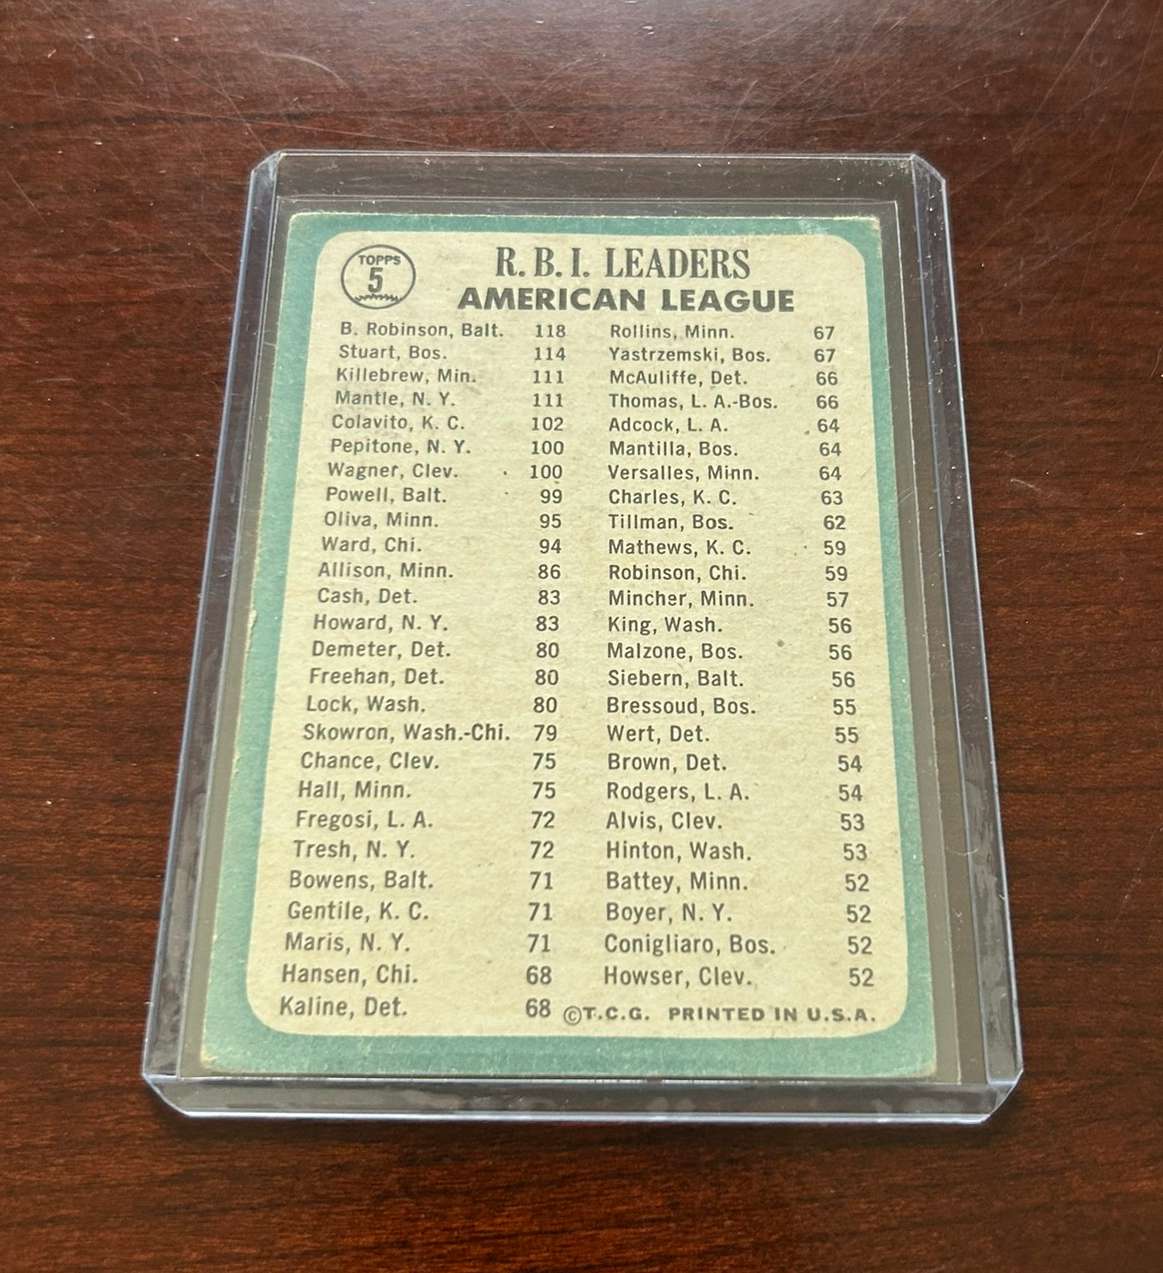 TOPPS
5
R. B. I. LEADERS
AMERICAN LEAGUE
B. Robinson, Balt. 118
Stuart, Bos. 114
Killebrew, Min. 111
Mantle, N. Y. 111
Colavito, K. C. 102
Pepitone, N. Y. 100
Wagner, Clev. 100
Powell, Balt. 99
Oliva, Minn. 95
Ward, Chi. 94
Allison, Minn. 86
Cash, Det. 83
Howard, N. Y. 83
Demeter, Det. 80
Freehan, Det. 80
Lock, Wash. 80
Skowron, Wash.-Chi. 79
Chance, Clev. 75
Hall, Minn. 75
Fregosi, L. A. 72
Tresh, N. Y. 72
Bowens, Balt. 71
Gentile, K. C. 71
Maris, N. Y. 71
Hansen, Chi. 68
Kaline, Det. 68
Rollins, Minn. 67
Yastrzemski, Bos. 67
McAuliffe, Det. 66
Thomas, L. A.-Bos. 66
Adcock, L. A. 64
Mantilla, Bos. 64
Versalles, Minn. 64
Charles, K. C. 63
Tillman, Bos. 62
Mathews, K. C. 59
Robinson, Chi. 59
Mincher, Minn. 57
King, Wash. 56
Malzone, Bos. 56
Siebern, Balt. 56
Bressoud, Bos. 55
Wert, Det. 55
Brown, Det. 54
Rodgers, L. A. 54
Alvis, Clev. 53
Hinton, Wash. 53
Battey, Minn. 52
Boyer, N. Y. 52
Conigliaro, Bos. 52
Howser, Clev. 52
©T.C.G. PRINTED IN U.S.A.